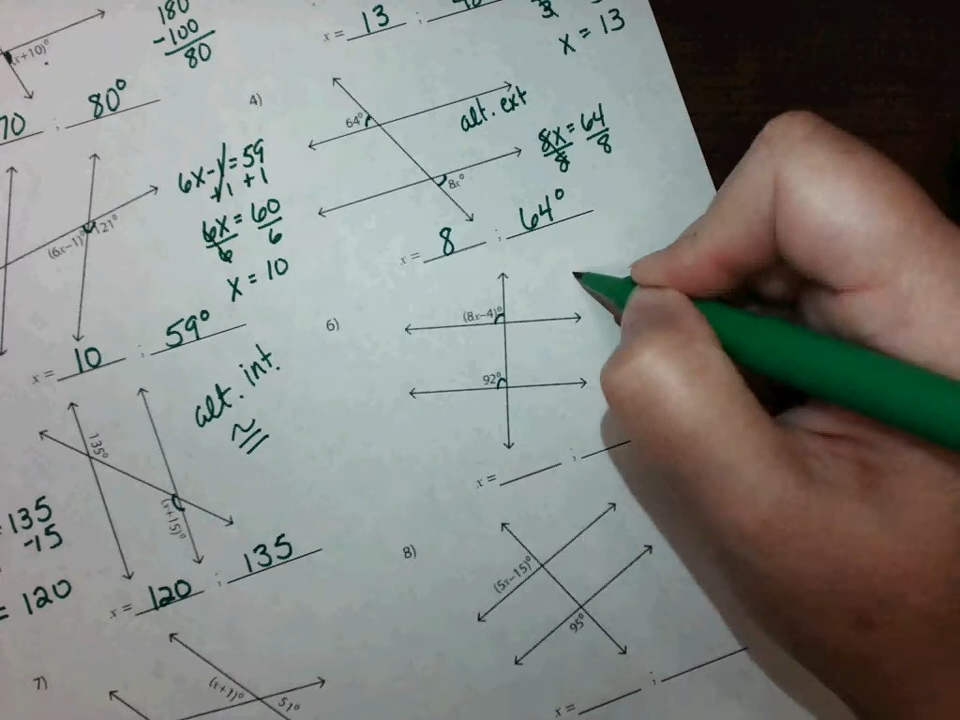 (x+10)°
180
-100
80
70 ; 80°
x = 13 ;
x = 13
4)
64°
8x°
alt. ext
8x = 64
8 8
x = 8 ; 64°
(6x-1)° 121°
6x-1=59
+1 +1
6x = 60
6 6
x = 10
x = 10 ; 59°
alt. int.
≅
6)
(8x-4)°
92°
x = ;
135°
(x+15)°
= 135
-15
= 120
x = 120 ; 135
8)
(5x-15)°
95°
x = ;
7)
(x+1)°
51°